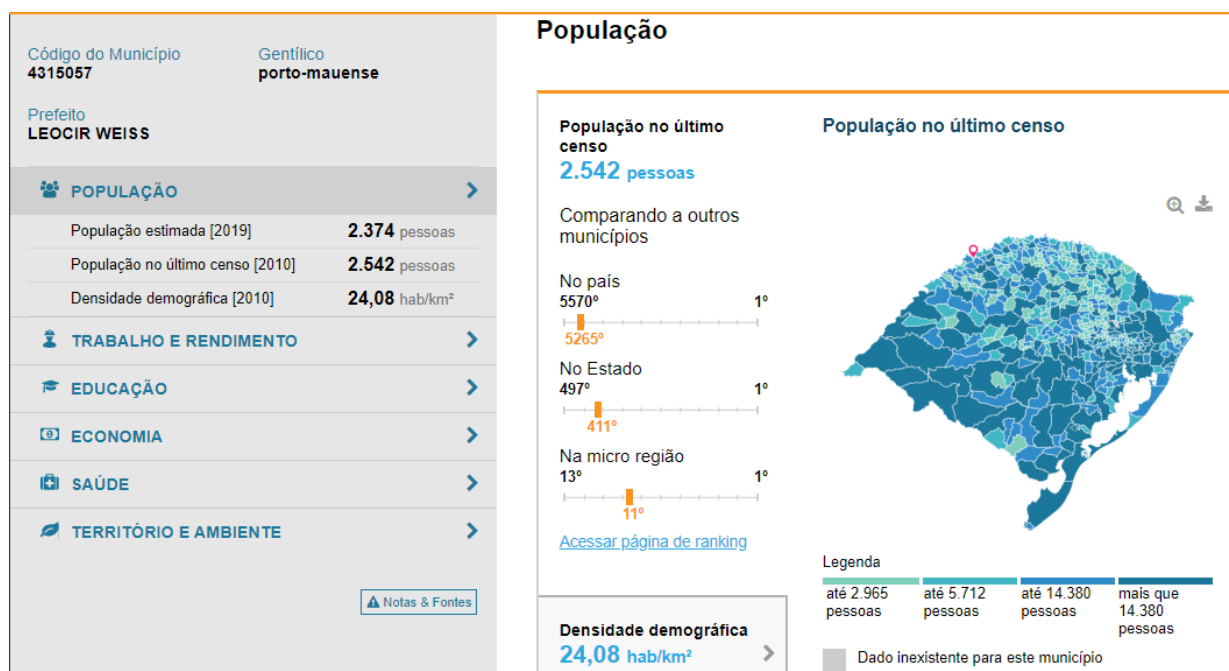 Código do Município
4315057
Gentílico
porto-mauense
Prefeito
LEOCIR WEISS
POPULAÇÃO
População estimada [2019] 2.374 pessoas
População no último censo [2010] 2.542 pessoas
Densidade demográfica [2010] 24,08 hab/km²
TRABALHO E RENDIMENTO
EDUCAÇÃO
ECONOMIA
SAÚDE
TERRITÓRIO E AMBIENTE
Notas & Fontes
População
População no último
censo
2.542 pessoas
Comparando a outros
municípios
No país
5570º 1º
5265º
No Estado
497º 1º
411º
Na micro região
13º 1º
11º
Acessar página de ranking
Densidade demográfica
24,08 hab/km²
População no último censo
Legenda
até 2.965
pessoas
até 5.712
pessoas
até 14.380
pessoas
mais que
14.380
pessoas
Dado inexistente para este município